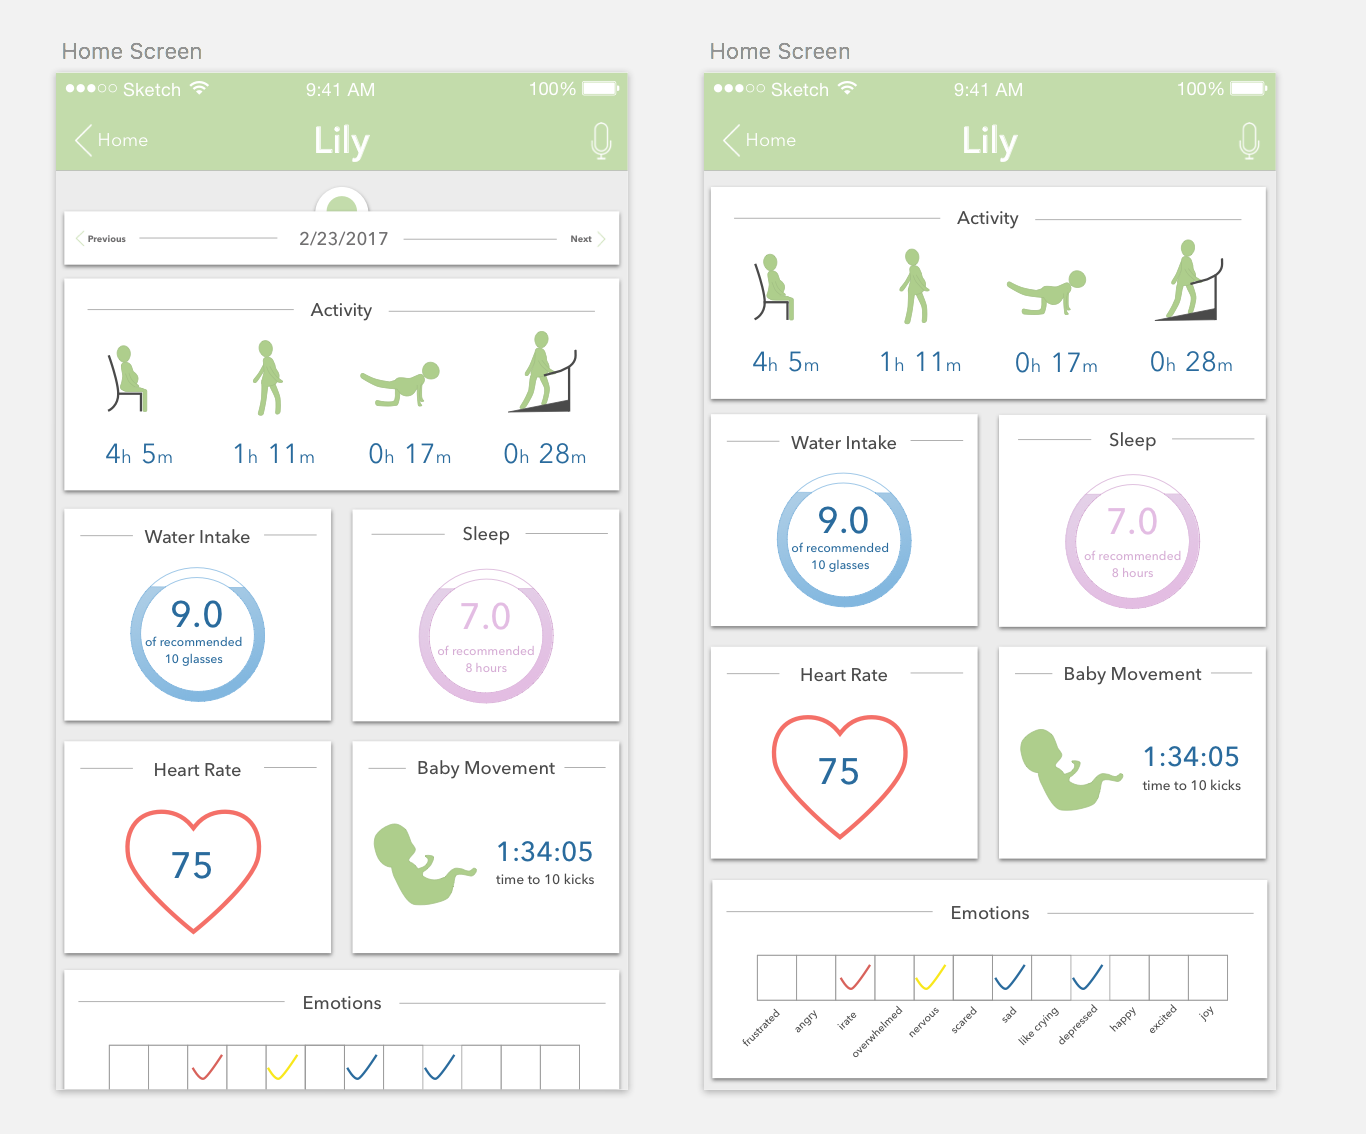 Home Screen
Sketch 9:41 AM 100%
Home Lily
Previous 2/23/2017 Next
Activity
4h 5m 1h 11m 0h 17m 0h 28m
Water Intake
9.0
of recommended
10 glasses
Sleep
7.0
of recommended
8 hours
Heart Rate
75
Baby Movement
1:34:05
time to 10 kicks
Emotions
Home Screen
Sketch 9:41 AM 100%
Home Lily
Activity
4h 5m 1h 11m 0h 17m 0h 28m
Water Intake
9.0
of recommended
10 glasses
Sleep
7.0
of recommended
8 hours
Heart Rate
75
Baby Movement
1:34:05
time to 10 kicks
Emotions
frustrated angry irate overwhelmed nervous scared sad like crying depressed happy excited joy